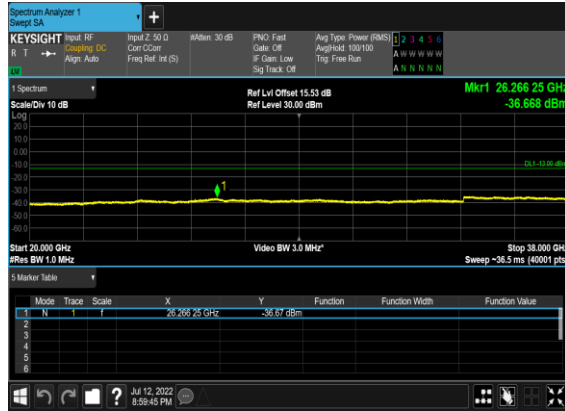 Spectrum Analyzer 1
Swept SA
+
KEYSIGHT
R T
LXI
Input: RF
Coupling: DC
Align: Auto
Input Z: 50 Ω
Corr CCorr
Freq Ref: Int (S)
#Atten: 30 dB
PNO: Fast
Gate: Off
IF Gain: Low
Sig Track: Off
Avg Type: Power (RMS)
Avg|Hold: 100/100
Trig: Free Run
1 2 3 4 5 6
A W W W W W
A N N N N N
1 Spectrum
Scale/Div 10 dB
Ref Lvl Offset 15.53 dB
Ref Level 30.00 dBm
Mkr1 26.266 25 GHz
-36.668 dBm
Log
20.0
10.0
0.00
-10.0
-20.0
-30.0
-40.0
-50.0
-60.0
DL1 -13.00 dBm
1
Start 20.000 GHz
#Res BW 1.0 MHz
Video BW 3.0 MHz*
Stop 38.000 GHz
Sweep ~36.5 ms (40001 pts)
5 Marker Table
Mode Trace Scale X Y Function Function Width Function Value
1 N 1 f 26.266 25 GHz -36.67 dBm
2
3
4
5
6
?
Jul 12, 2022
8:59:45 PM